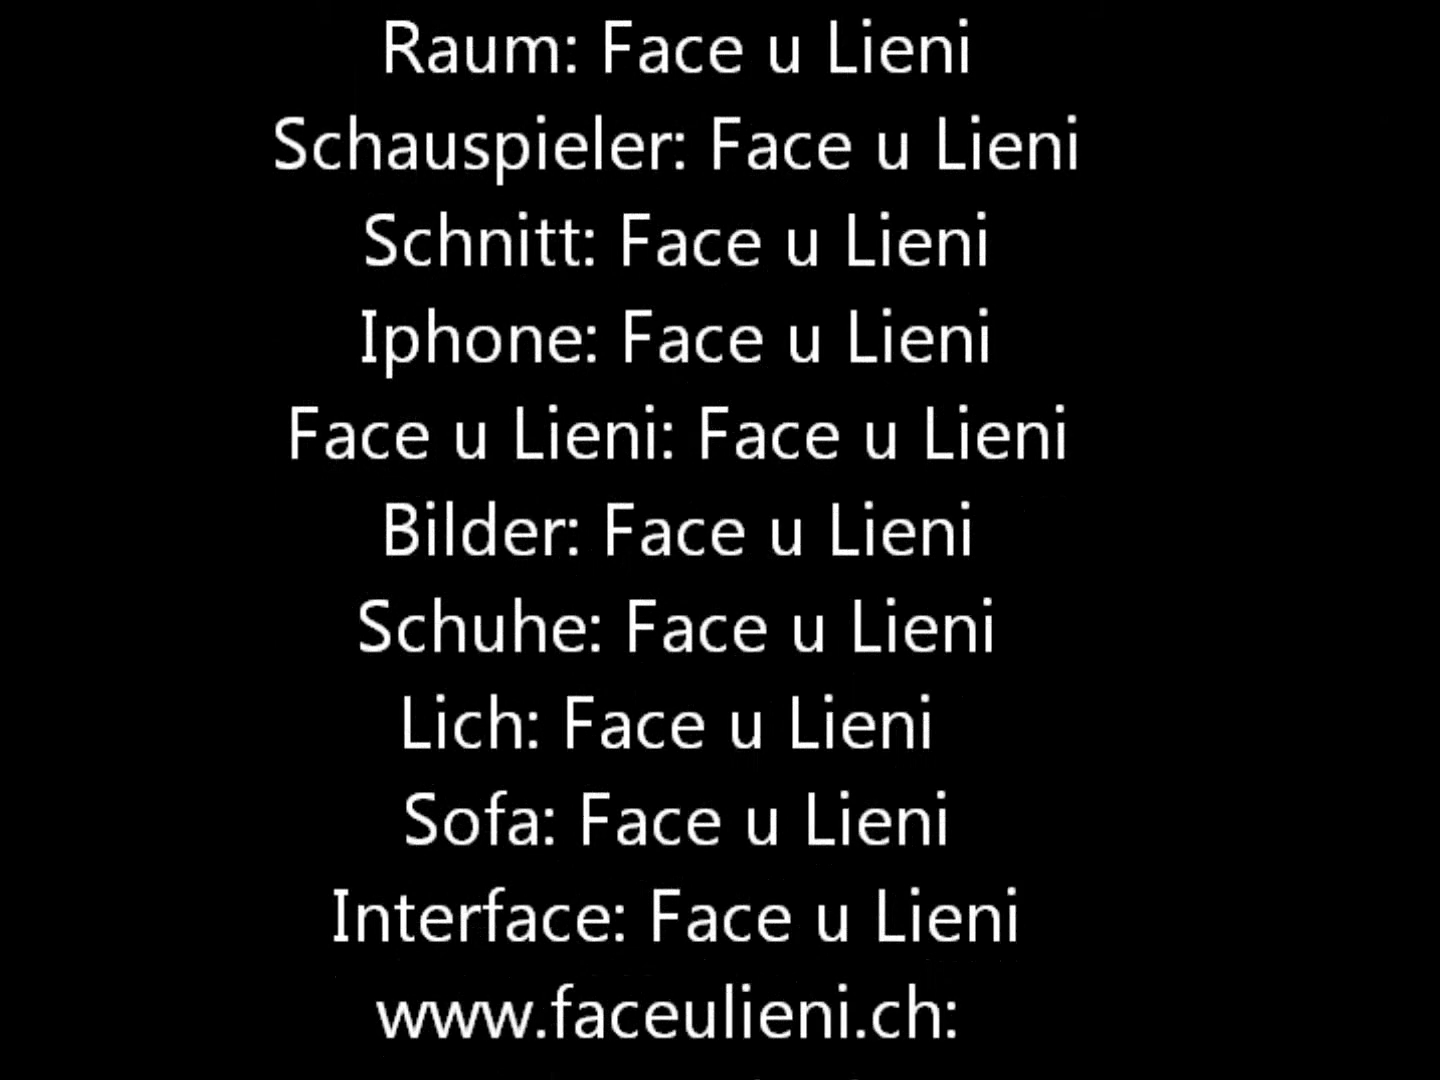 Raum: Face u Lieni
Schauspieler: Face u Lieni
Schnitt: Face u Lieni
Iphone: Face u Lieni
Face u Lieni: Face u Lieni
Bilder: Face u Lieni
Schuhe: Face u Lieni
Lich: Face u Lieni
Sofa: Face u Lieni
Interface: Face u Lieni
www.faceulieni.ch: